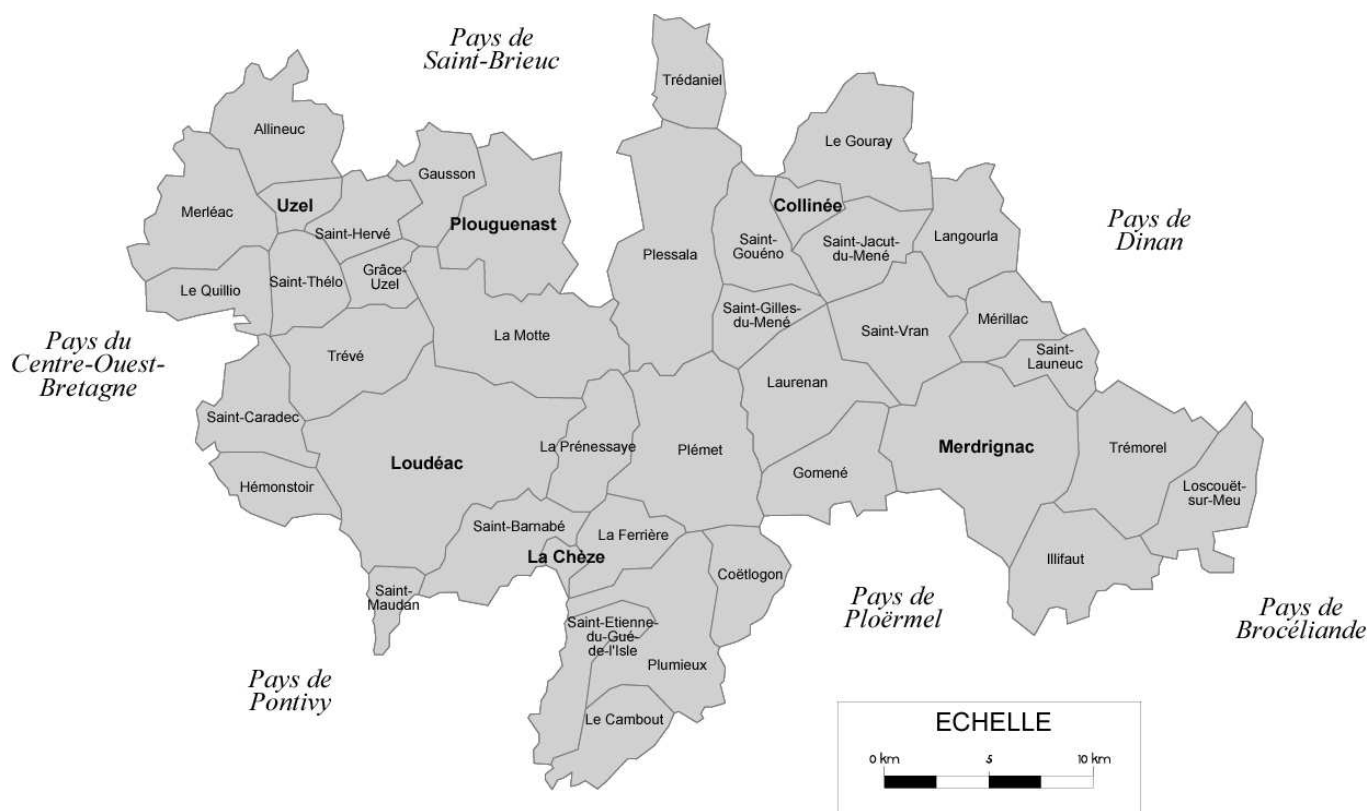 Pays de
Saint-Brieuc
Trédaniel
Allineuc
Le Gouray
Gausson
Merléac
Uzel
Collinée
Plouguenast
Saint-Hervé
Langourla
Pays de
Dinan
Saint-
Gouéno
Saint-Jacut-
du-Mené
Plessala
Le Quillio
Saint-Thélo
Grâce-
Uzel
Saint-Gilles-
du-Mené
Mérillac
La Motte
Saint-Vran
Pays du
Centre-Ouest-
Bretagne
Trévé
Saint-
Launeuc
Laurenan
Saint-Caradec
La Prénessaye
Plémet
Merdrignac
Trémorel
Loudéac
Gomené
Hémonstoir
Loscouët-
sur-Meu
Saint-Barnabé
La Ferrière
La Chèze
Illifaut
Coëtlogon
Saint-
Maudan
Pays de
Ploërmel
Pays de
Brocéliande
Saint-Etienne-
du-Gué-
de-l'Isle
Plumieux
Pays de
Pontivy
Le Cambout
ECHELLE
0 km 5 10 km